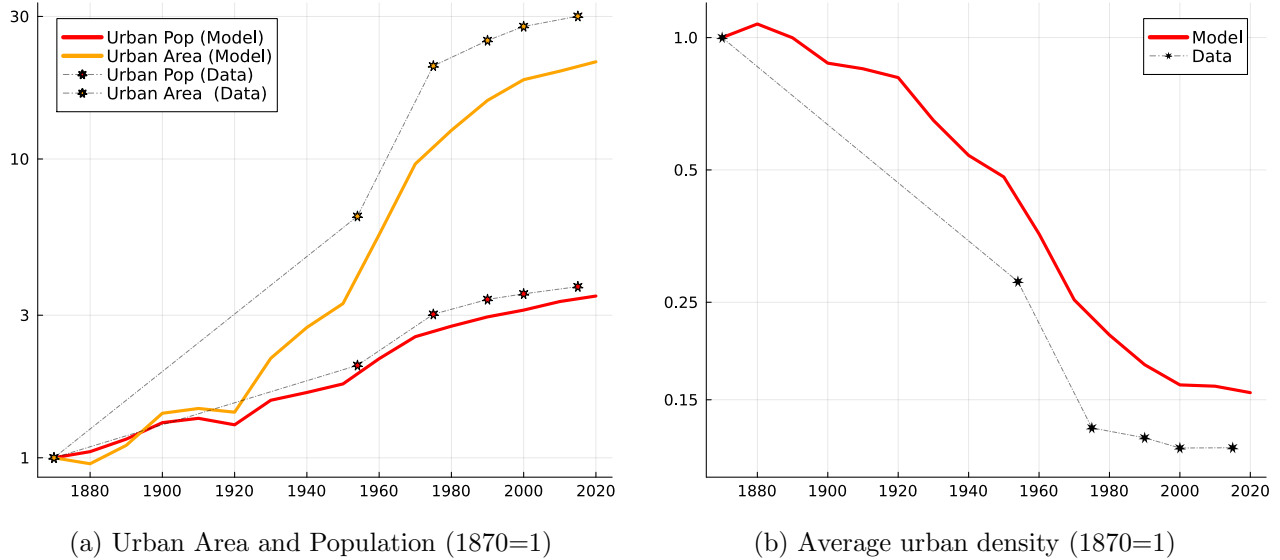 30
10
3
1
Urban Pop (Model)
Urban Area (Model)
Urban Pop (Data)
Urban Area (Data)
1880 1900 1920 1940 1960 1980 2000 2020
(a) Urban Area and Population (1870=1)
1.0
0.5
0.25
0.15
Model
Data
1880 1900 1920 1940 1960 1980 2000 2020
(b) Average urban density (1870=1)